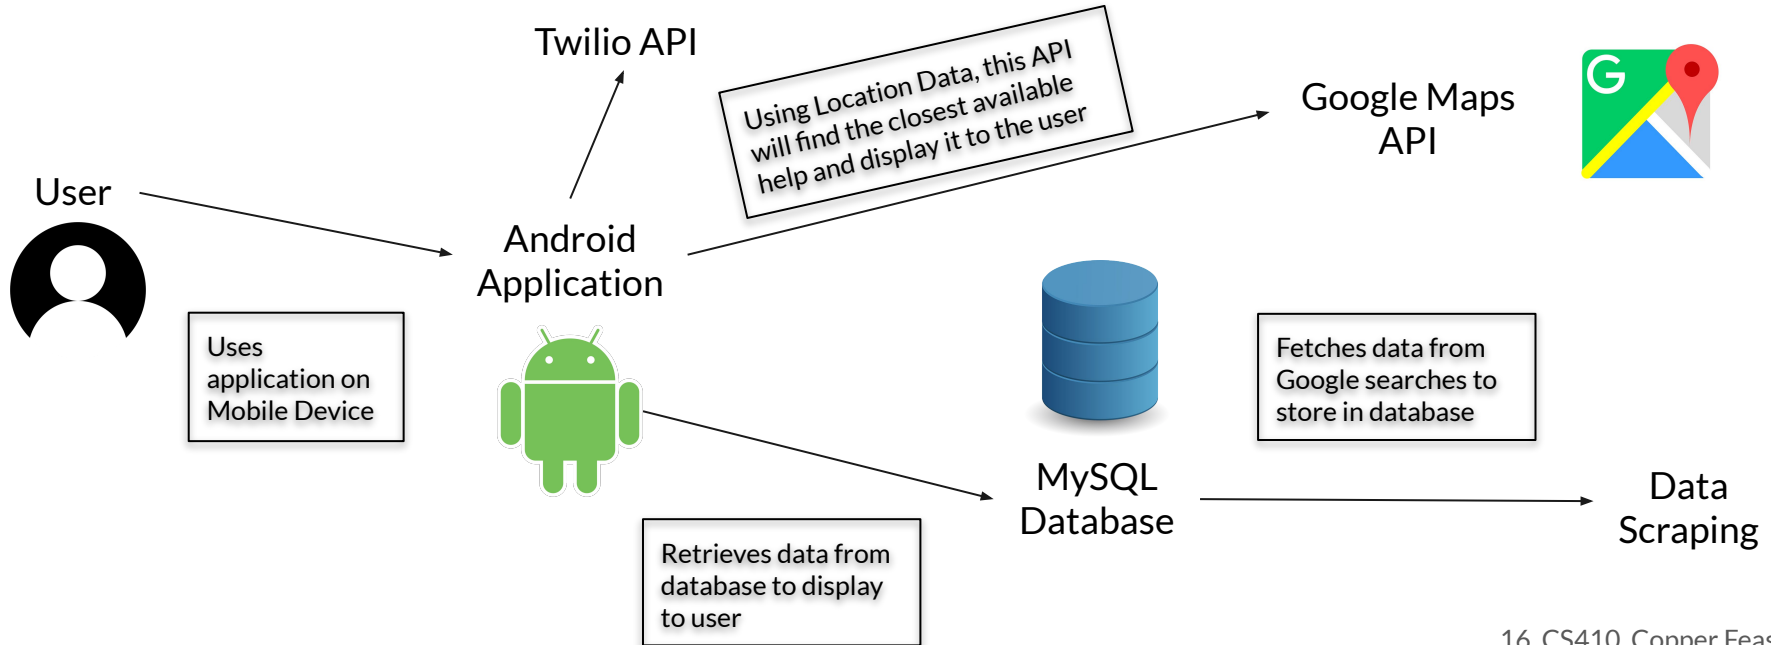 Twilio API
Using Location Data, this API
will find the closest available
help and display it to the user
Google Maps
API
G
User
Android
Application
Uses
application on
Mobile Device
Fetches data from
Google searches to
store in database
MySQL
Database
Data
Scraping
Retrieves data from
database to display
to user
16 CS410 Copper Feas